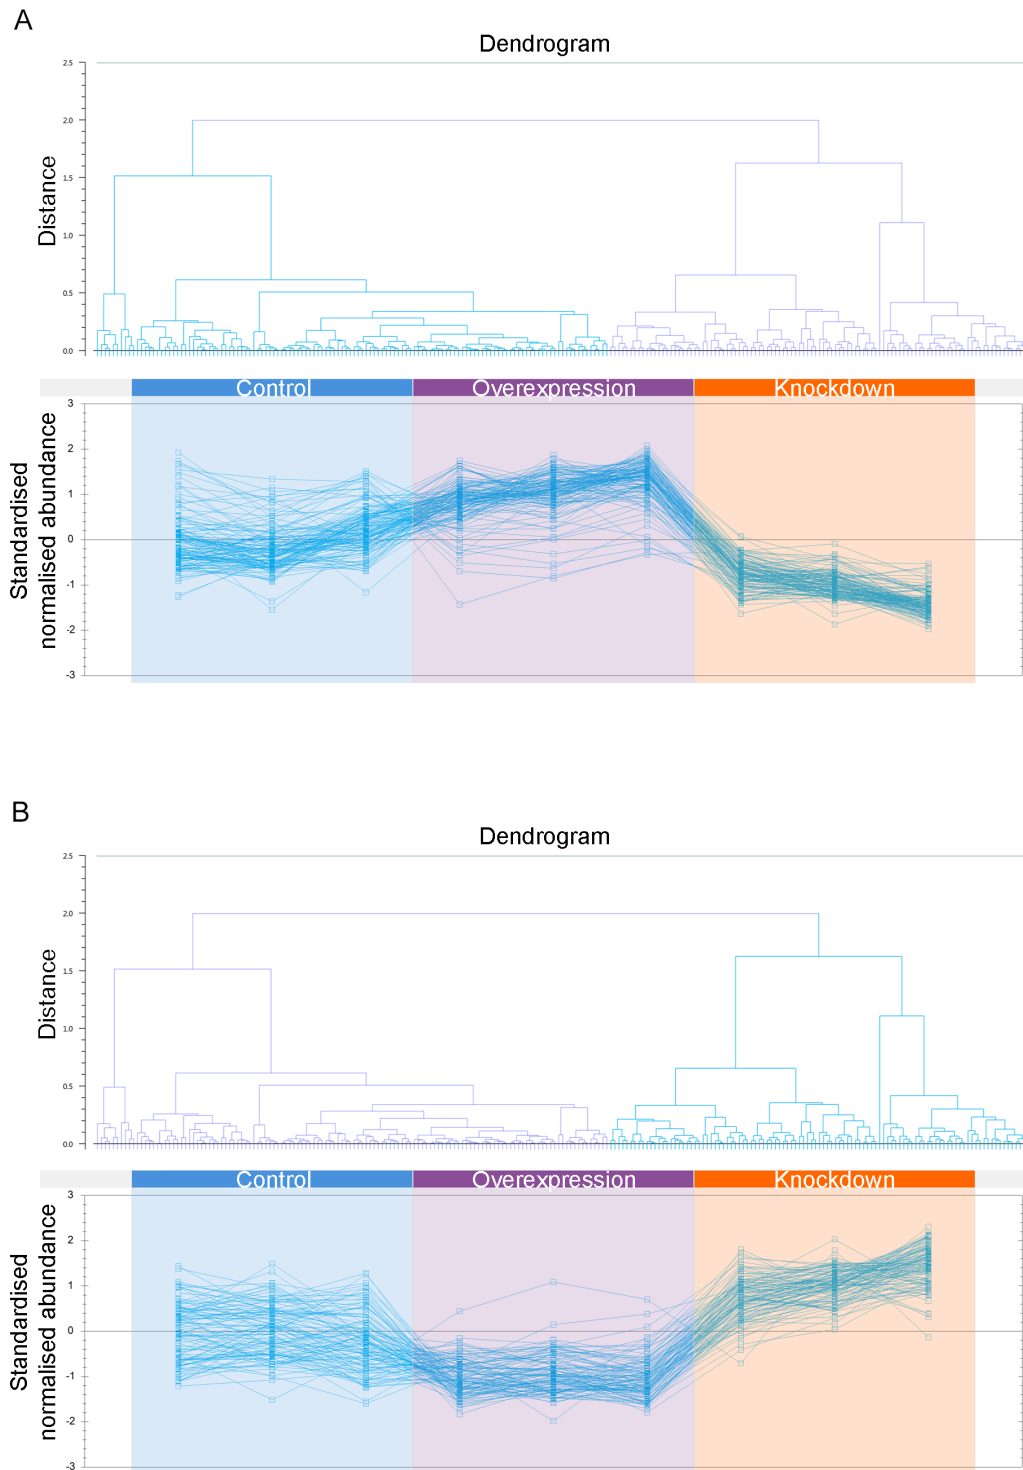 A
Dendrogram
Distance
2.5
2.0
1.5
1.0
0.5
0.0
Control Overexpression Knockdown
Standardised
normalised abundance
3
2
1
0
-1
-2
-3
B
Dendrogram
Distance
2.5
2.0
1.5
1.0
0.5
0.0
Control Overexpression Knockdown
Standardised
normalised abundance
3
2
1
0
-1
-2
-3